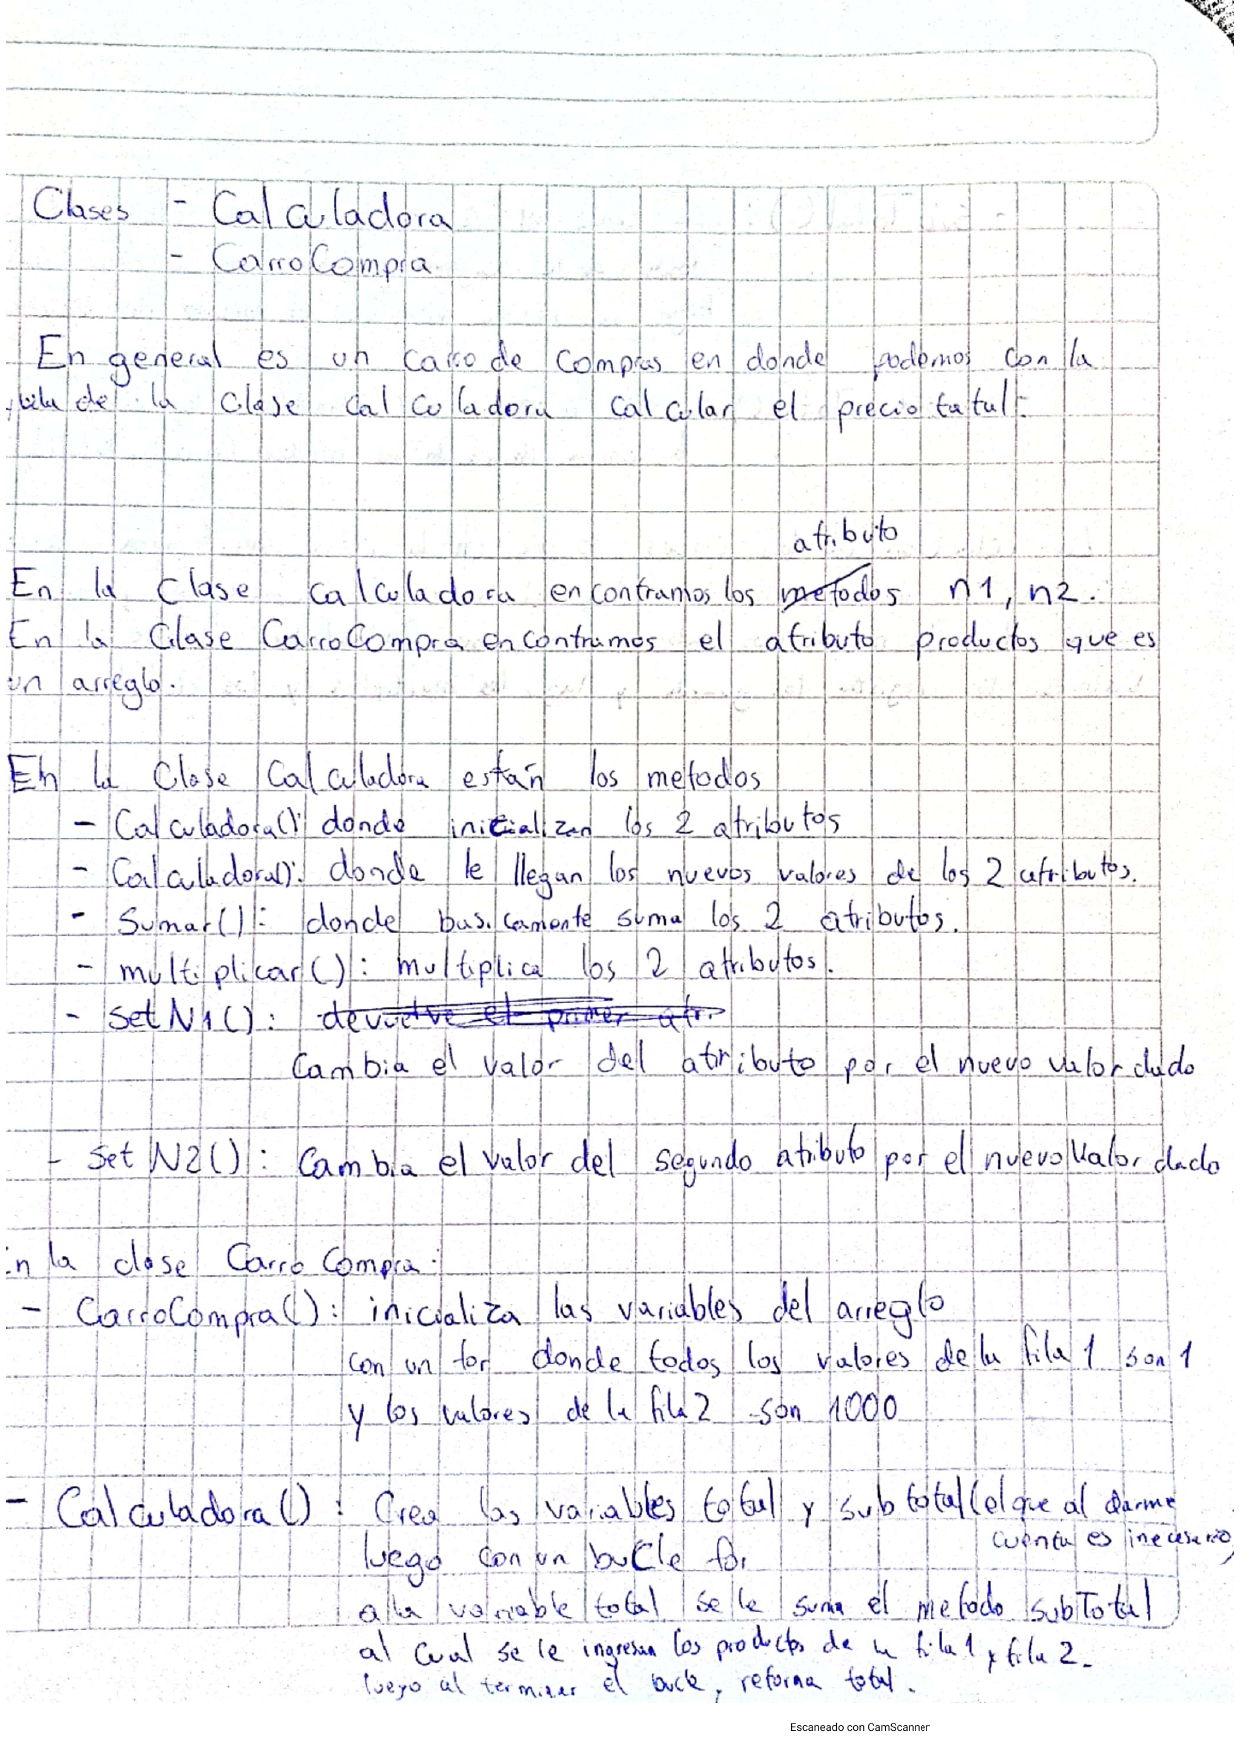 Clases - Calculadora
- CarroCompra
En general es un carro de compras en donde podemos con la
de la clase calculadora calcular el precio total.
atributo
En la clase calculadora encontramos los metodos n1, n2.
En la Clase CarroCompra encontramos el atributo productos que es
un arreglo.
En la Clase Calculadora están los metodos
- Calculadora() donde inicializan los 2 atributos
- Calculadora(): donde le llegan los nuevos valores de los 2 atributos.
- Sumar(): donde basicamente suma los 2 atributos.
- multiplicar(): multiplica los 2 atributos.
- setN1(): devuelve el primer atr.
Cambia el valor del atributo por el nuevo valor dado
- set N2(): Cambia el valor del segundo atributo por el nuevo valor dado
En la clase Carro Compra:
- CarroCompra(): inicializa las variables del arreglo
con un for donde todos los valores de la fila 1 son 1
y los valores de la fila 2 son 1000
- Calculadora(): Crea las variables total y subtotal (el que al darme
cuenta es inecesario
luego con un bucle for
a la variable total se le suma el metodo subTotal
al cual se le ingresan los productos de la fila 1 y fila 2.
luego al terminar el bucle, retorna total.
Escaneado con CamScanner